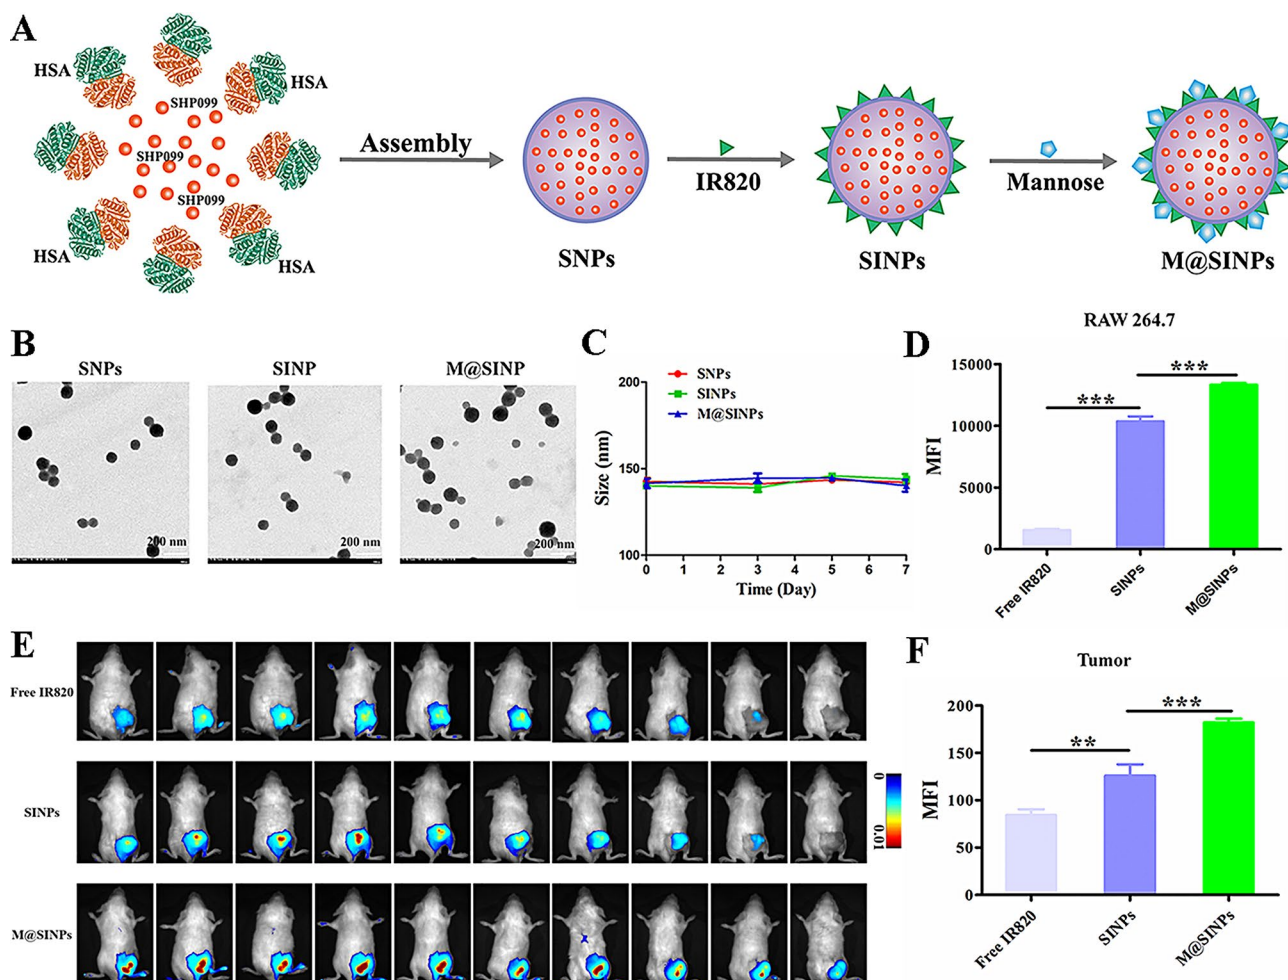 A
HSA
HSA
SHP099
SHP099
SHP099
HSA
HSA
Assembly
SNPs
IR820
SINPs
Mannose
M@SINPs
B
SNPs
SINP
M@SINP
200 nm
200 nm
200 nm
C
SNPs
SINPs
M@SINPs
200
150
100
Size (nm)
0 1 2 3 4 5 6 7
Time (Day)
D
RAW 264.7
15000
10000
5000
0
MFI
***
***
Free IR820
SINPs
M@SINPs
E
Free IR820
SINPs
M@SINPs
0
0.01
F
Tumor
200
150
100
50
0
MFI
**
***
Free IR820
SINPs
M@SINPs